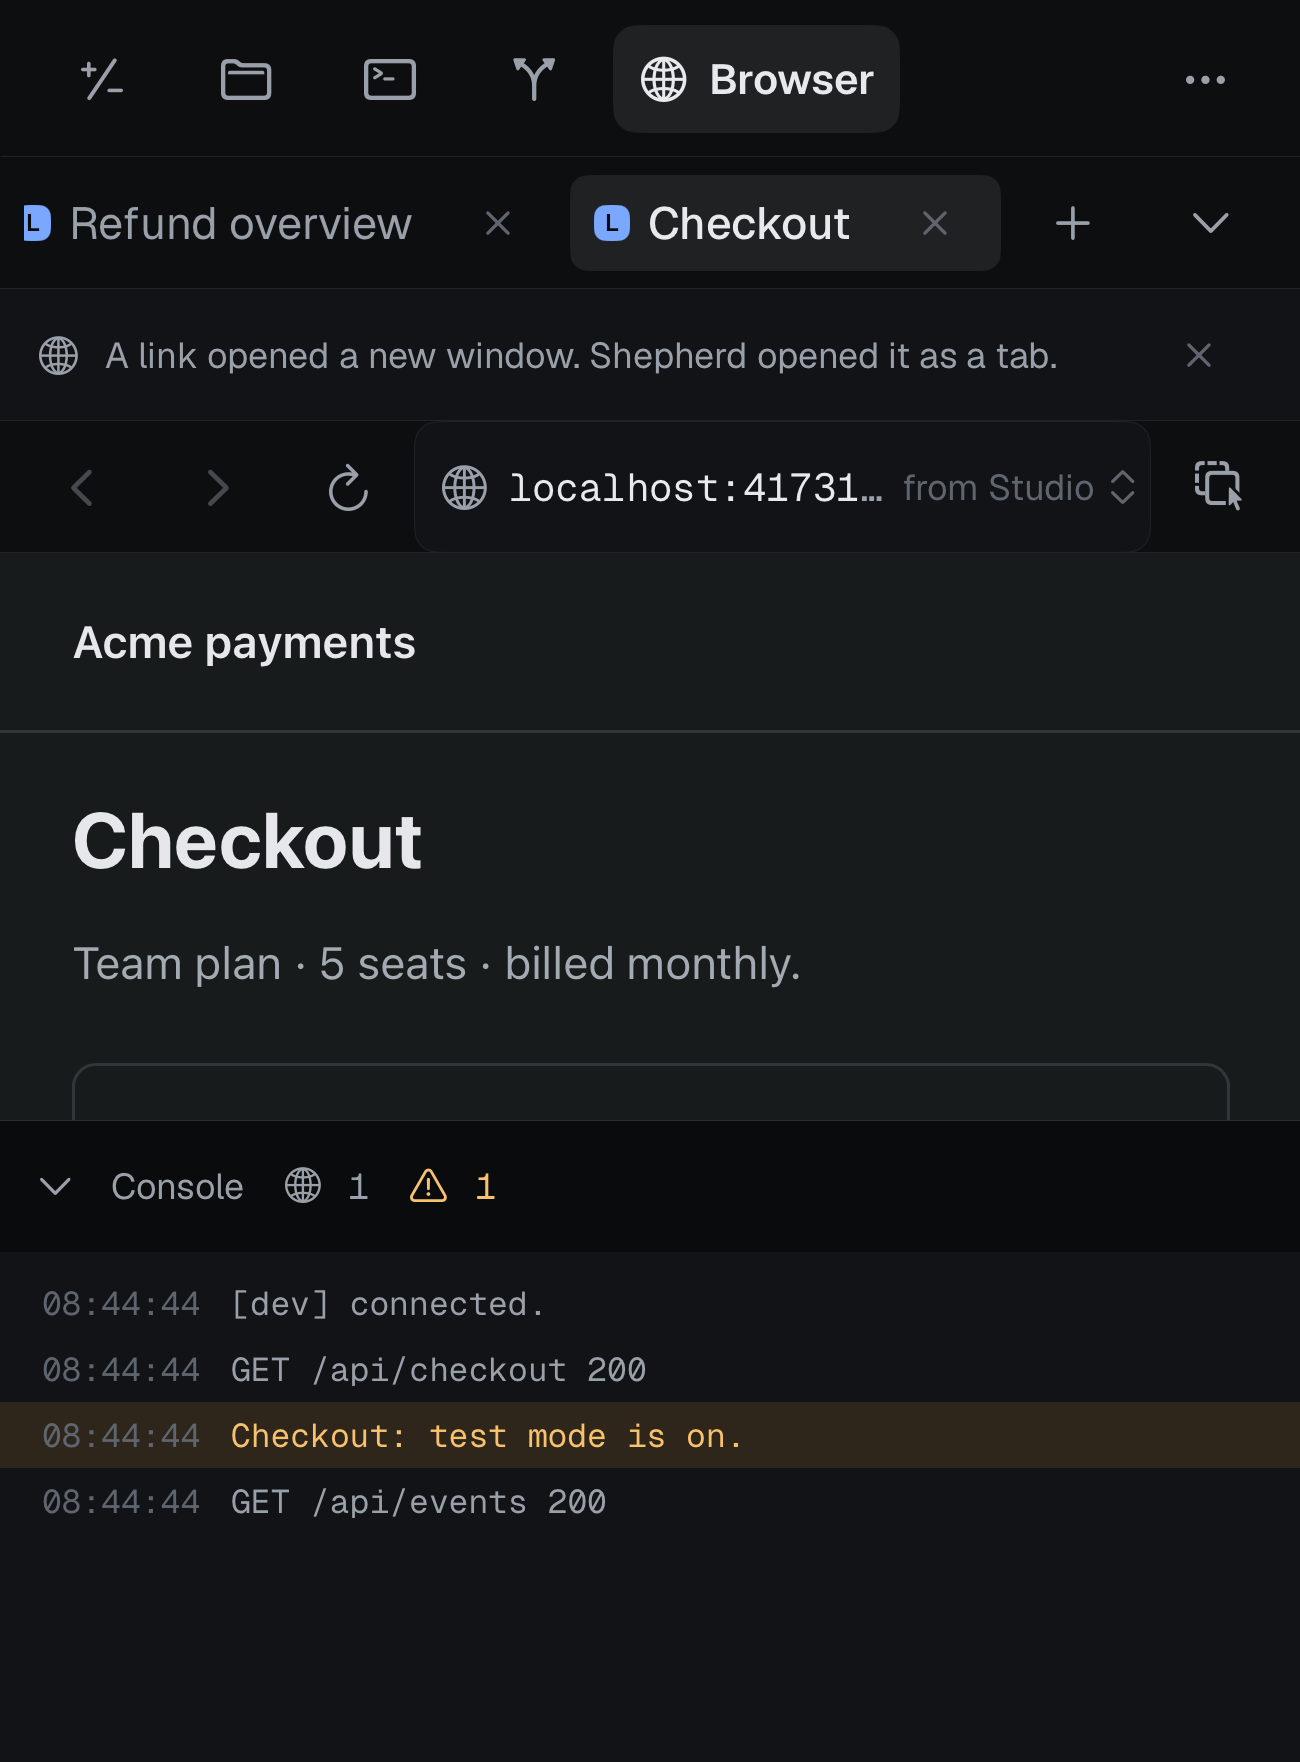 Browser
L Refund overview
L Checkout
A link opened a new window. Shepherd opened it as a tab.
localhost:41731… from Studio
Acme payments
Checkout
Team plan · 5 seats · billed monthly.
Console 1 1
08:44:44 [dev] connected.
08:44:44 GET /api/checkout 200
08:44:44 Checkout: test mode is on.
08:44:44 GET /api/events 200